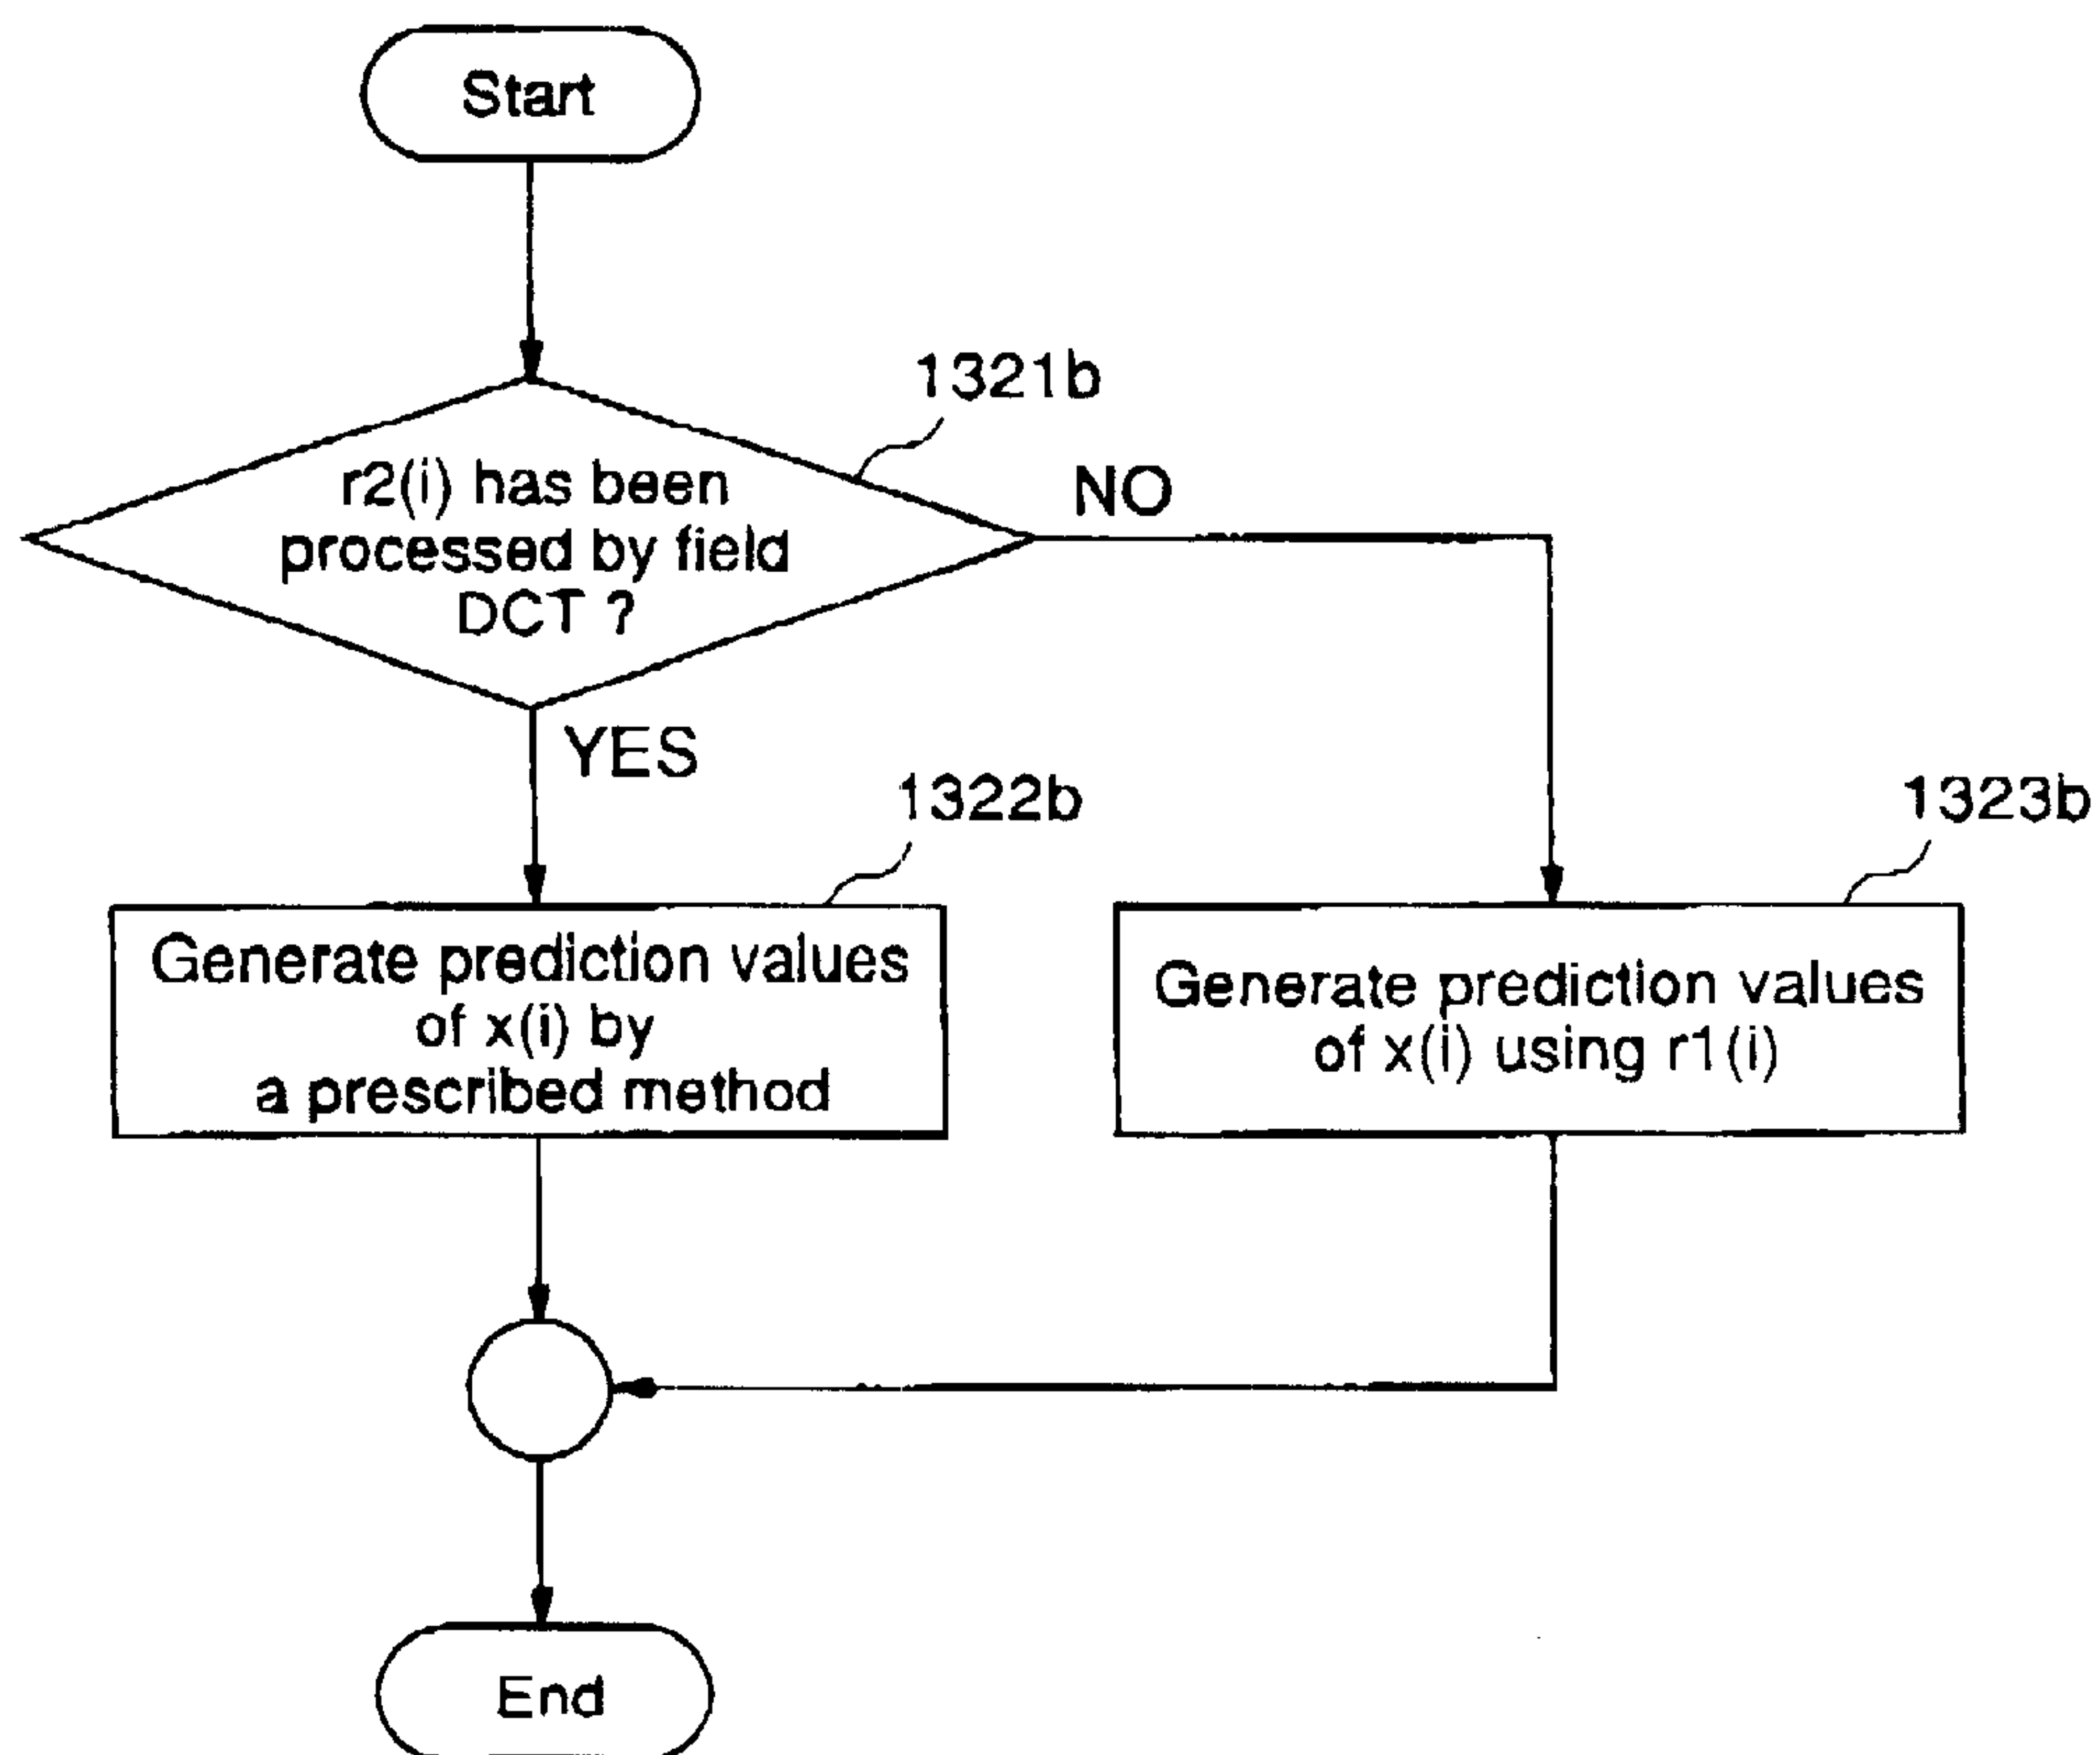 Start
1321b
r2(i) has been
processed by field
DCT ?
NO
YES
1322b
1323b
Generate prediction values
of x(i) by
a prescribed method
Generate prediction values
of x(i) using r1(i)
End